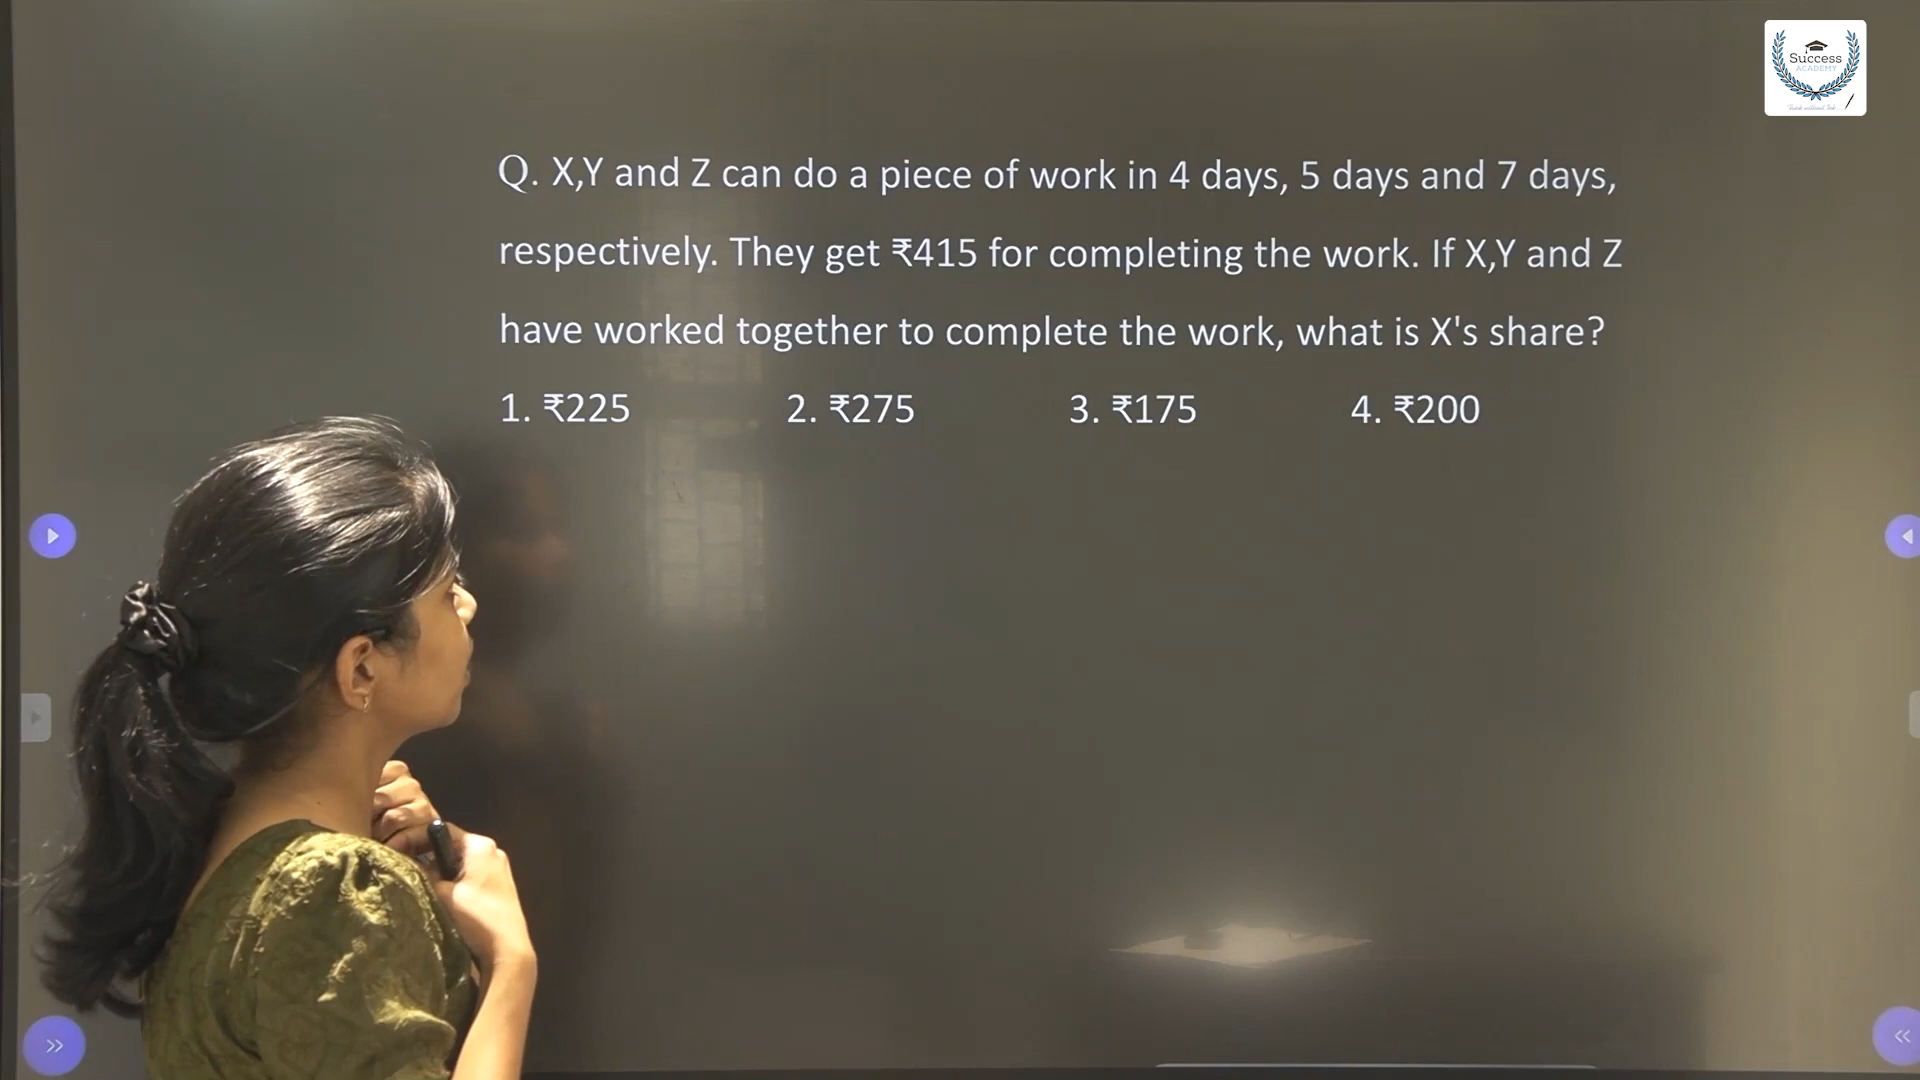 Success
ACADEMY
Q. X,Y and Z can do a piece of work in 4 days, 5 days and 7 days,
respectively. They get ₹415 for completing the work. If X,Y and Z
have worked together to complete the work, what is X's share?
1. ₹225 2. ₹275 3. ₹175 4. ₹200